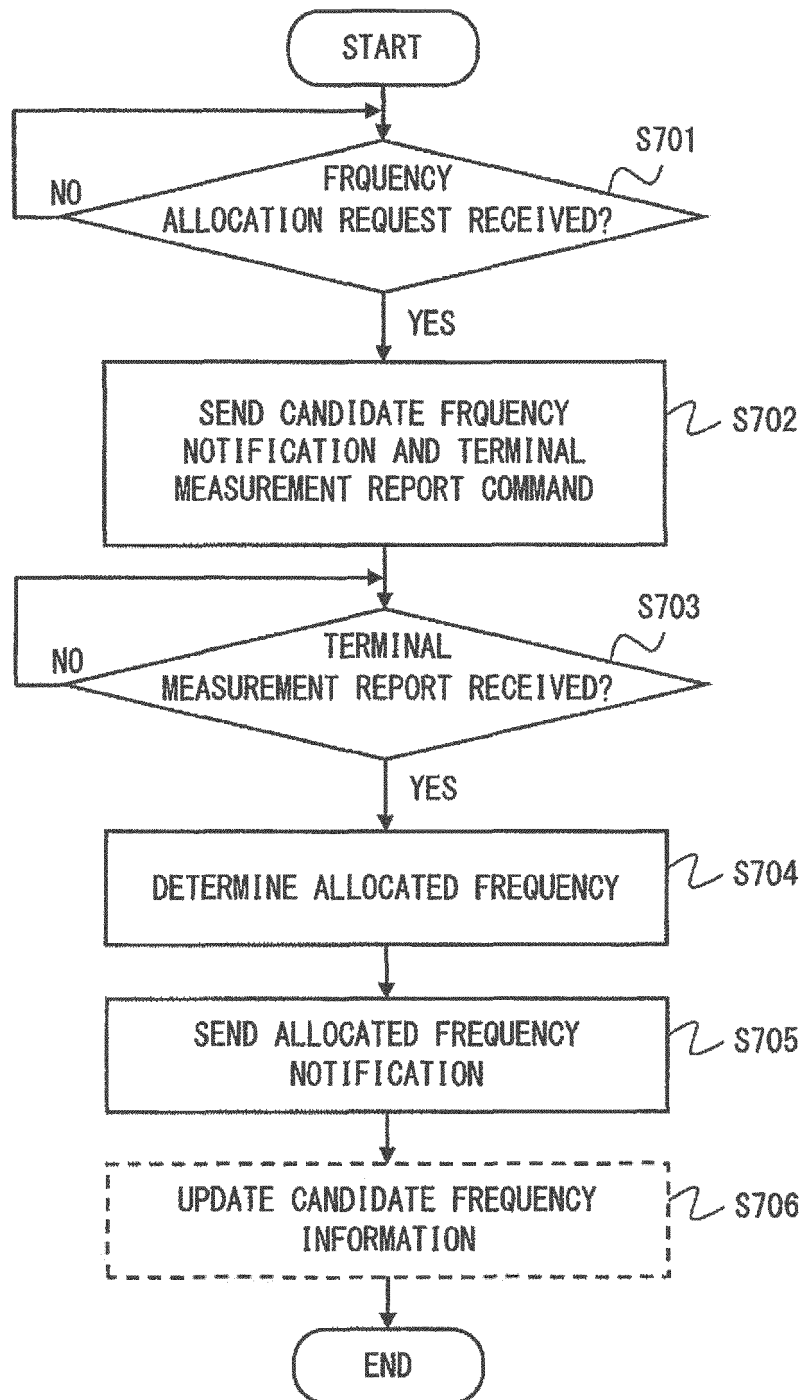 START
S701
NO
FRQUENCY
ALLOCATION REQUEST RECEIVED?
YES
SEND CANDIDATE FRQUENCY
NOTIFICATION AND TERMINAL
MEASUREMENT REPORT COMMAND
S702
S703
NO
TERMINAL
MEASUREMENT REPORT RECEIVED?
YES
DETERMINE ALLOCATED FREQUENCY
S704
SEND ALLOCATED FREQUENCY
NOTIFICATION
S705
UPDATE CANDIDATE FREQUENCY
INFORMATION
S706
END